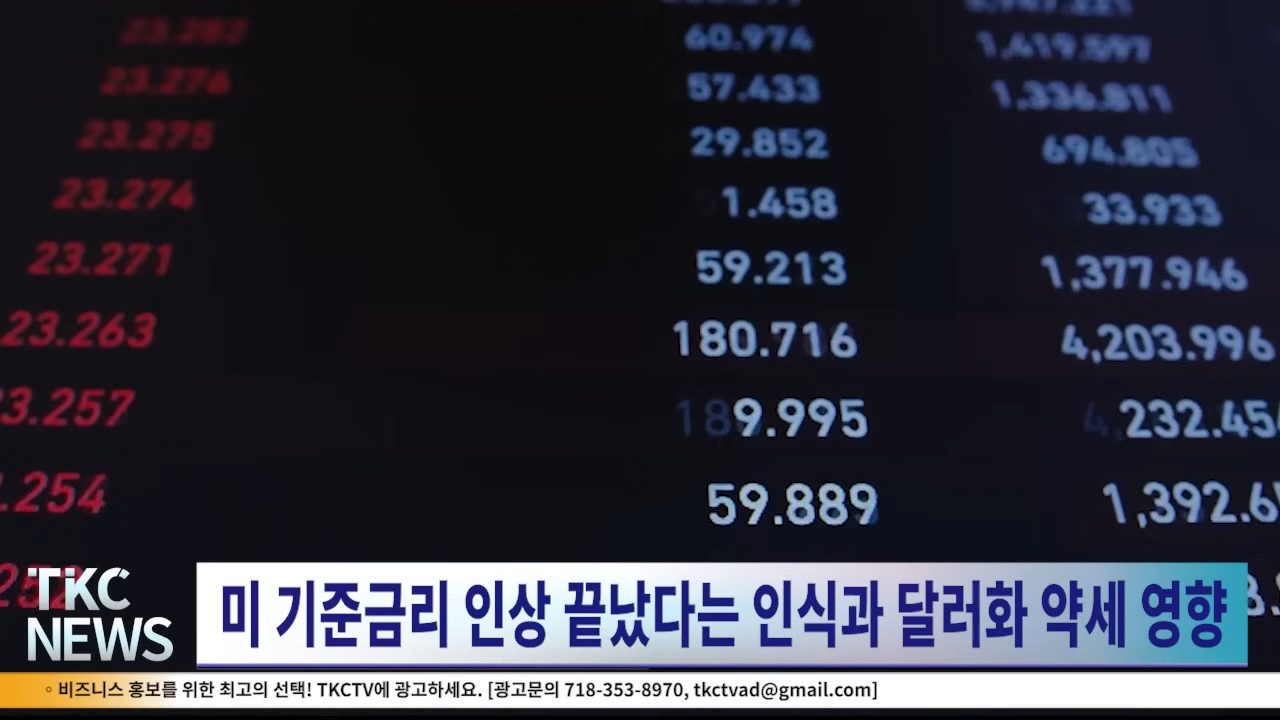 23.282 60.974 1,419.597
23.276 57.433 1,336.811
23.275 29.852 694.805
23.274 1.458 33.933
23.271 59.213 1,377.946
23.263 180.716 4,203.996
3.257 9.995 232.45
.254 59.889 1,392.6
252
TKC
NEWS
미 기준금리 인상 끝났다는 인식과 달러화 약세 영향
◦ 비즈니스 홍보를 위한 최고의 선택! TKCTV에 광고하세요. [광고문의 718-353-8970, tkctvad@gmail.com]